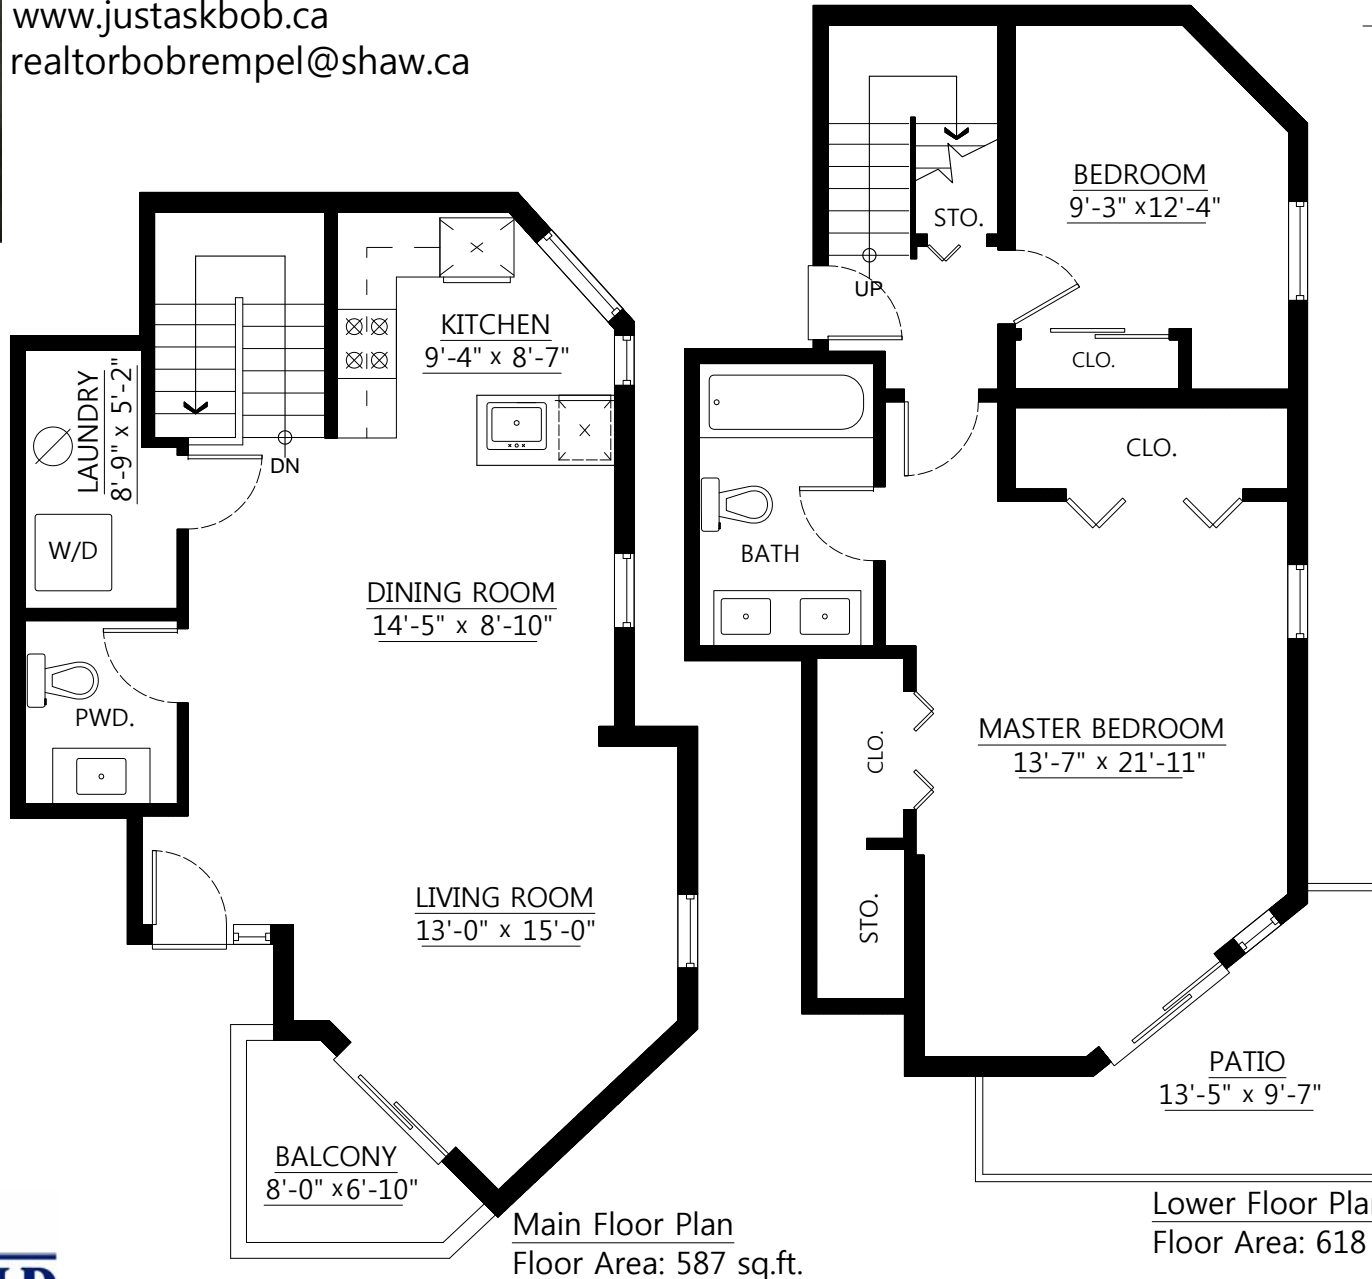 www.justaskbob.ca
realtorbobrempel@shaw.ca
KITCHEN
9'-4" x 8'-7"
LAUNDRY
8'-9" x 5'-2"
DN
W/D
DINING ROOM
14'-5" x 8'-10"
PWD.
LIVING ROOM
13'-0" x 15'-0"
BALCONY
8'-0" x6'-10"
Main Floor Plan
Floor Area: 587 sq.ft.
BEDROOM
9'-3" x12'-4"
STO.
UP
CLO.
CLO.
BATH
MASTER BEDROOM
13'-7" x 21'-11"
CLO.
STO.
PATIO
13'-5" x 9'-7"
Lower Floor Plan
Floor Area: 618